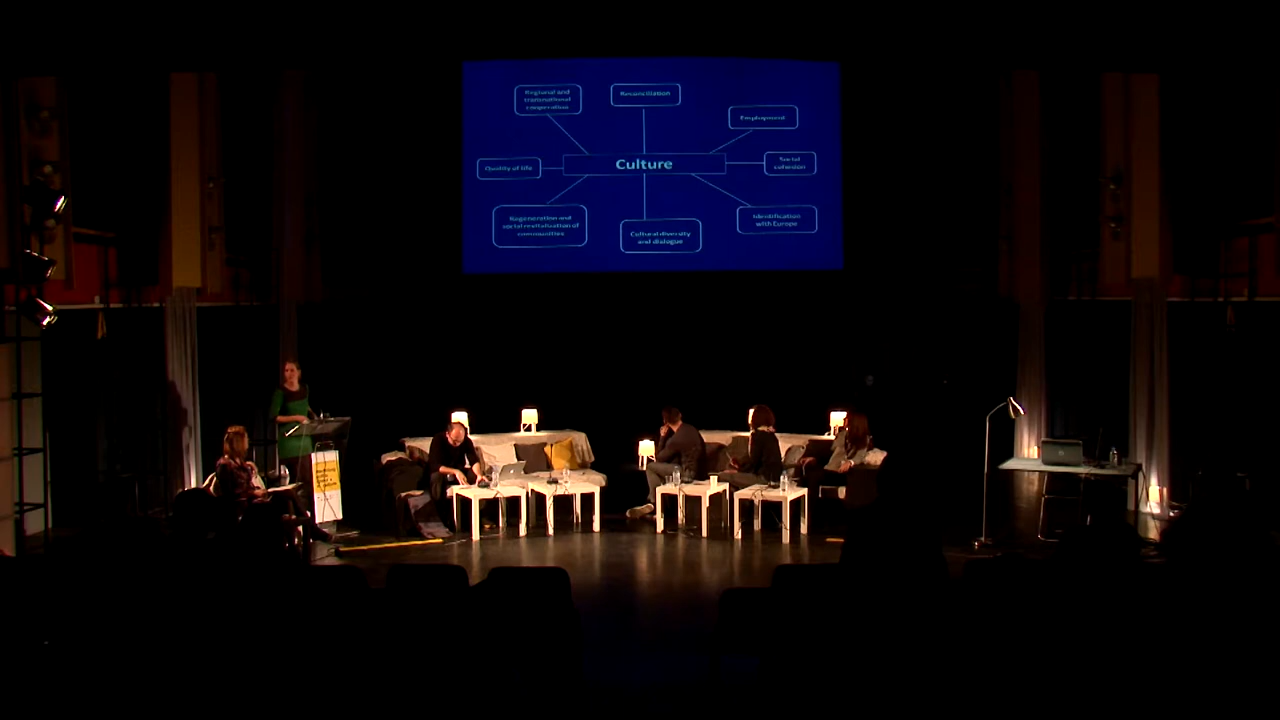 Regional and
transnational
cooperation
Reconciliation
Employment
Culture
Quality of life
Social
cohesion
Regeneration and
social revitalisation of
communities
Cultural diversity
and dialogue
Identification
with Europe